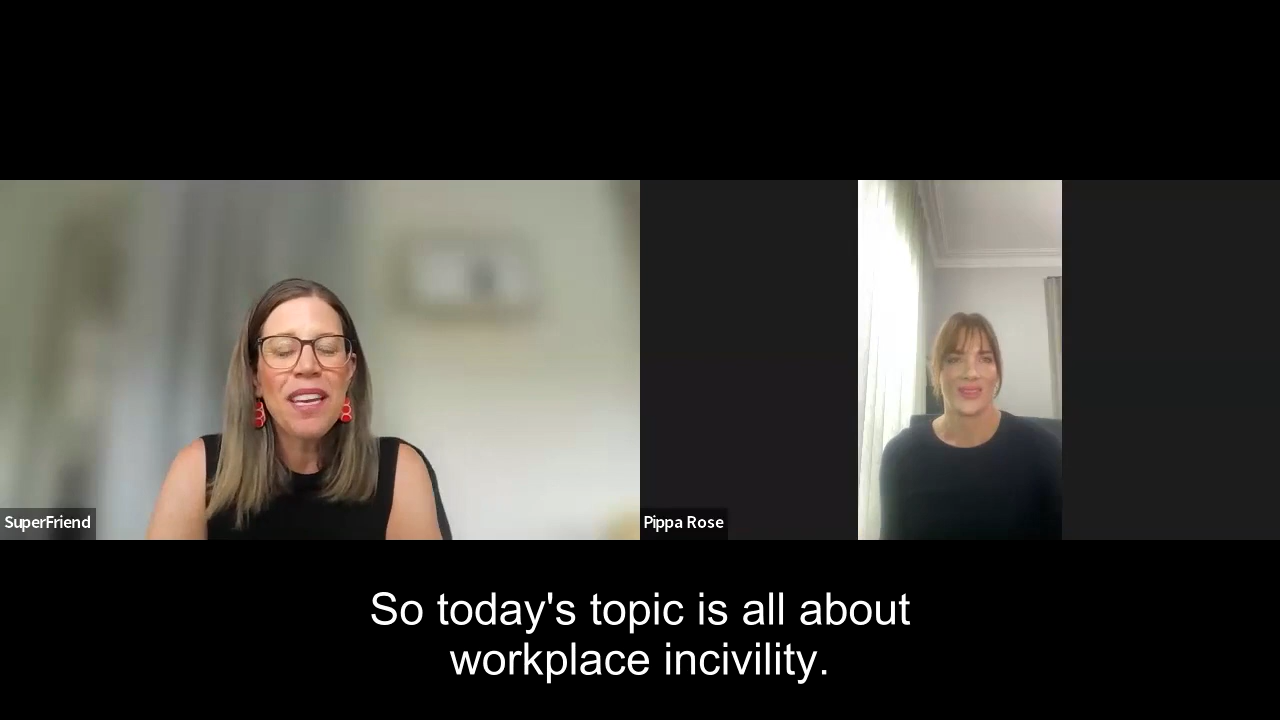 SuperFriend
Pippa Rose
So today's topic is all about
workplace incivility.